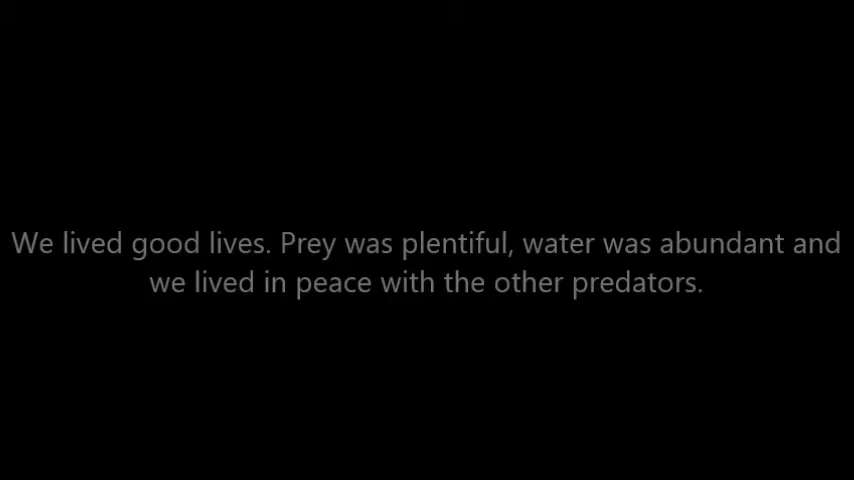 We lived good lives. Prey was plentiful, water was abundant and
we lived in peace with the other predators.